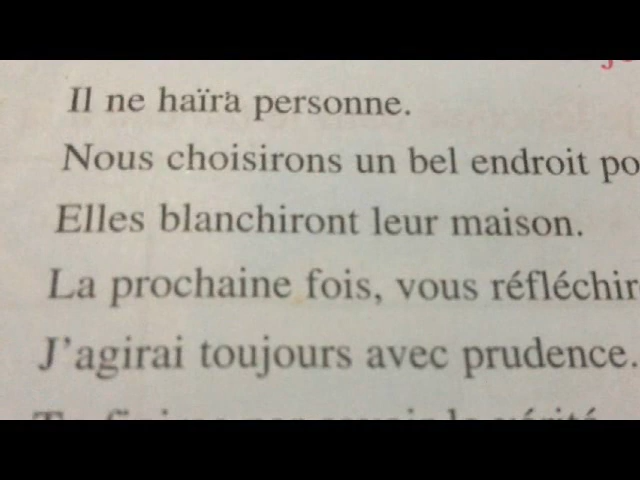 Il ne haïra personne.
Nous choisirons un bel endroit
Elles blanchiront leur maison.
La prochaine fois, vous
J'agirai toujours avec prudence.